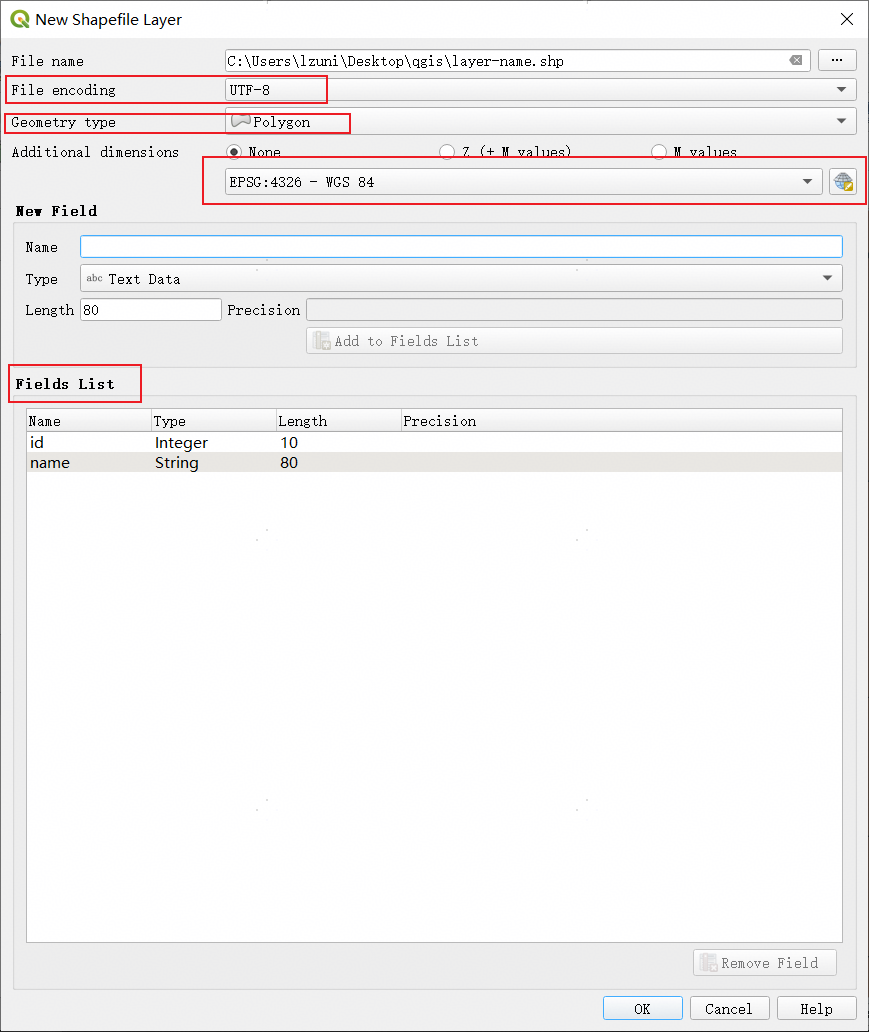 New Shapefile Layer
File name C:\Users\lzuni\Desktop\qgis\layer-name.shp ...
File encoding UTF-8
Geometry type Polygon
Additional dimensions None Z (+ M values) M values
EPSG:4326 - WGS 84
New Field
Name
Type abc Text Data
Length 80 Precision
Add to Fields List
Fields List
Name Type Length Precision
id Integer 10
name String 80
Remove Field
OK Cancel Help